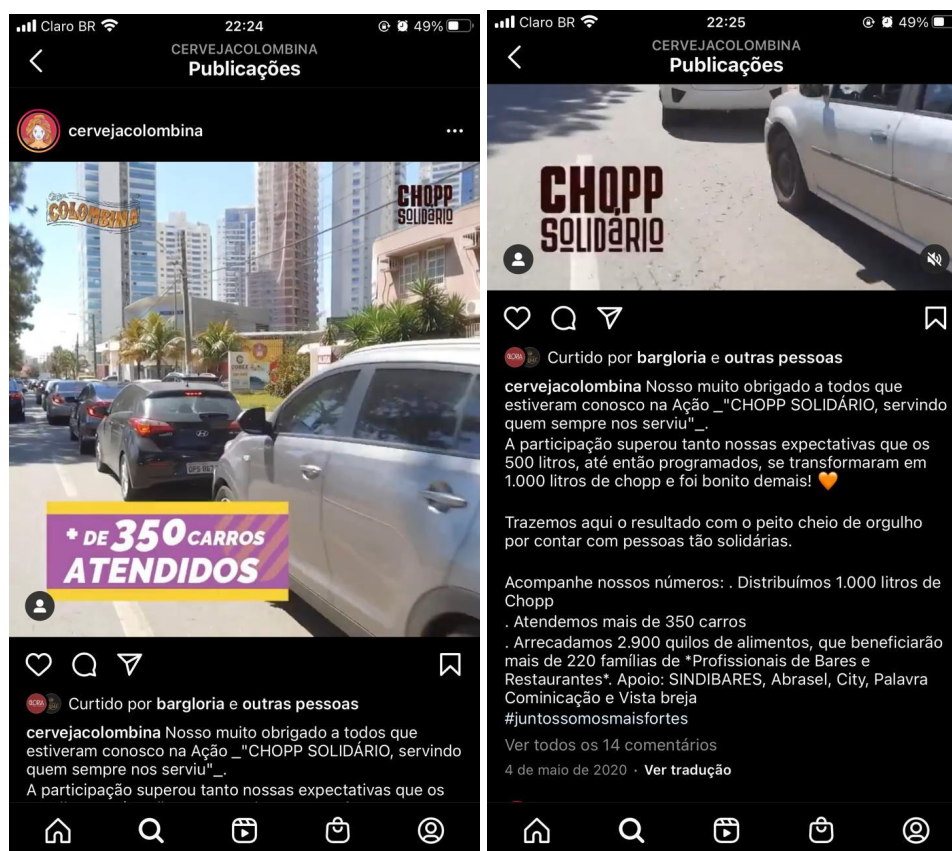 Claro BR
22:24
49%
CERVEJACOLOMBINA
Publicações
cervejacolombina
COLOMBINA
CHOPP
SOLIDÁRIO
+ DE 350 CARROS
ATENDIDOS
Curtido por bargloria e outras pessoas
cervejacolombina Nosso muito obrigado a todos que
estiveram conosco na Ação _"CHOPP SOLIDÁRIO, servindo
quem sempre nos serviu"_.
A participação superou tanto nossas expectativas que os
Claro BR
22:25
49%
CERVEJACOLOMBINA
Publicações
CHOPP
SOLIDÁRIO
Curtido por bargloria e outras pessoas
cervejacolombina Nosso muito obrigado a todos que
estiveram conosco na Ação _"CHOPP SOLIDÁRIO, servindo
quem sempre nos serviu"_.
A participação superou tanto nossas expectativas que os
500 litros, até então programados, se transformaram em
1.000 litros de chopp e foi bonito demais! 🧡
Trazemos aqui o resultado com o peito cheio de orgulho
por contar com pessoas tão solidárias.
Acompanhe nossos números: . Distribuímos 1.000 litros de
Chopp
. Atendemos mais de 350 carros
. Arrecadamos 2.900 quilos de alimentos, que beneficiarão
mais de 220 famílias de *Profissionais de Bares e
Restaurantes*. Apoio: SINDIBARES, Abrasel, City, Palavra
Cominicação e Vista breja
#juntossomosmaisfortes
Ver todos os 14 comentários
4 de maio de 2020 · Ver tradução